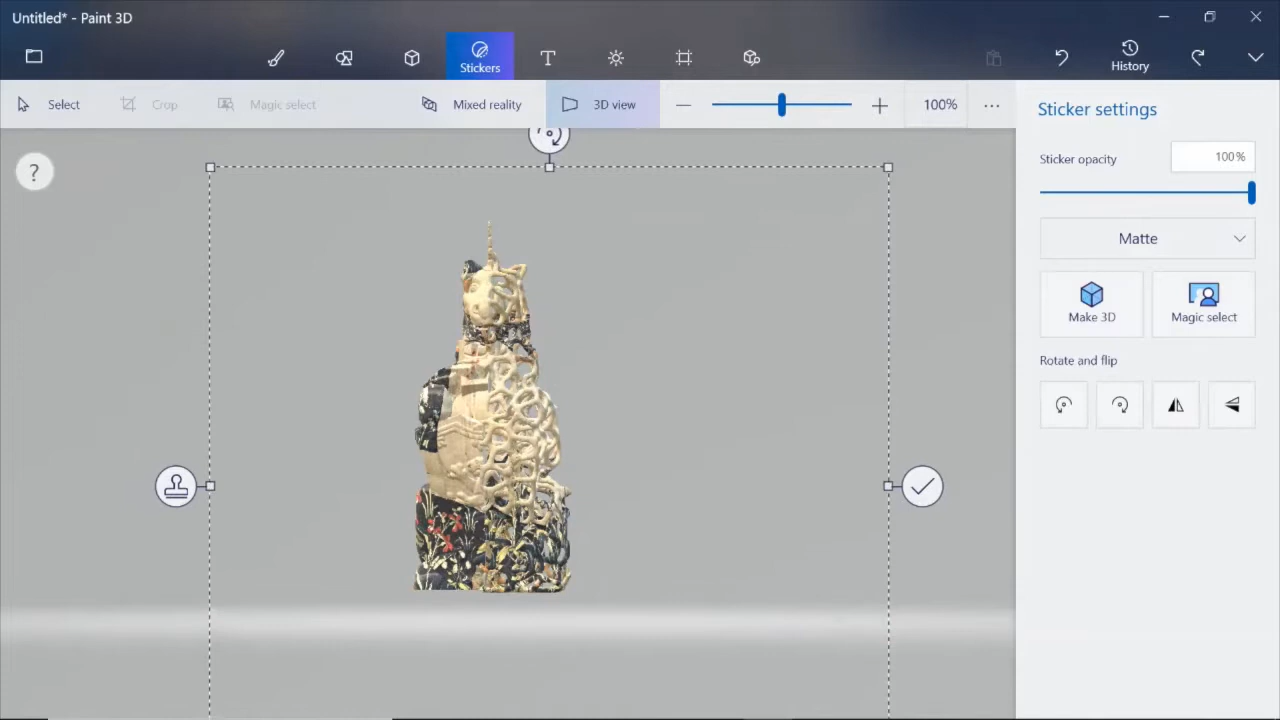 Untitled* - Paint 3D
Stickers
History
Select
Crop
Magic select
Mixed reality
3D view
100%
Sticker settings
?
Sticker opacity
100%
Matte
Make 3D
Magic select
Rotate and flip